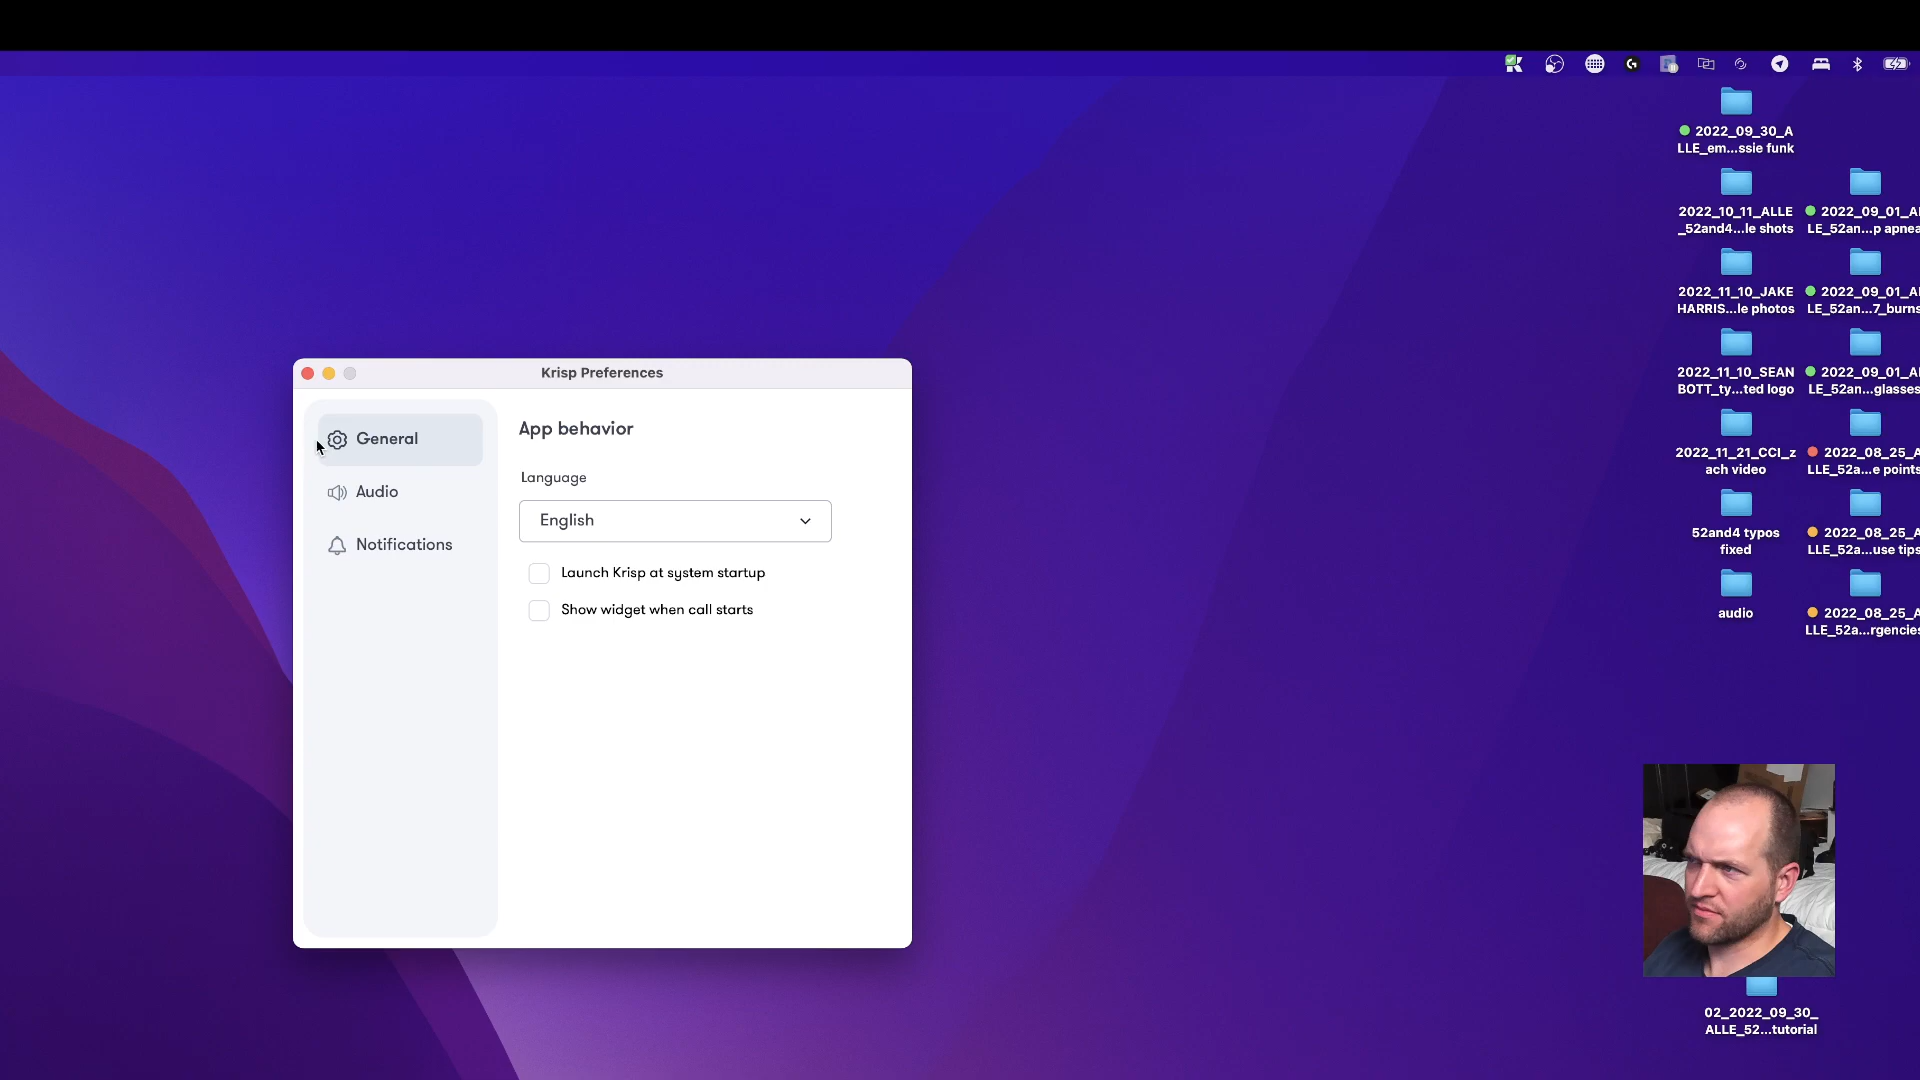 Krisp Preferences
General
Audio
Notifications
App behavior
Language
English
Launch Krisp at system startup
Show widget when call starts
2022_09_30_A
LLE_em...ssie funk
2022_10_11_ALLE
_52and4...le shots
2022_11_10_JAKE
HARRIS...le photos
2022_11_10_SEAN
BOTT_ty...ted logo
2022_11_21_CCI_z
ach video
52and4 typos
fixed
audio
2022_09_01_A
LLE_52an...p apnea
2022_09_01_A
LE_52an...7_burns
2022_09_01_A
LE_52an...glasses
2022_08_25_A
LLE_52a...e points
2022_08_25_A
LLE_52a...use tips
2022_08_25_A
LLE_52a...rgencies
02_2022_09_30_
ALLE_52...tutorial